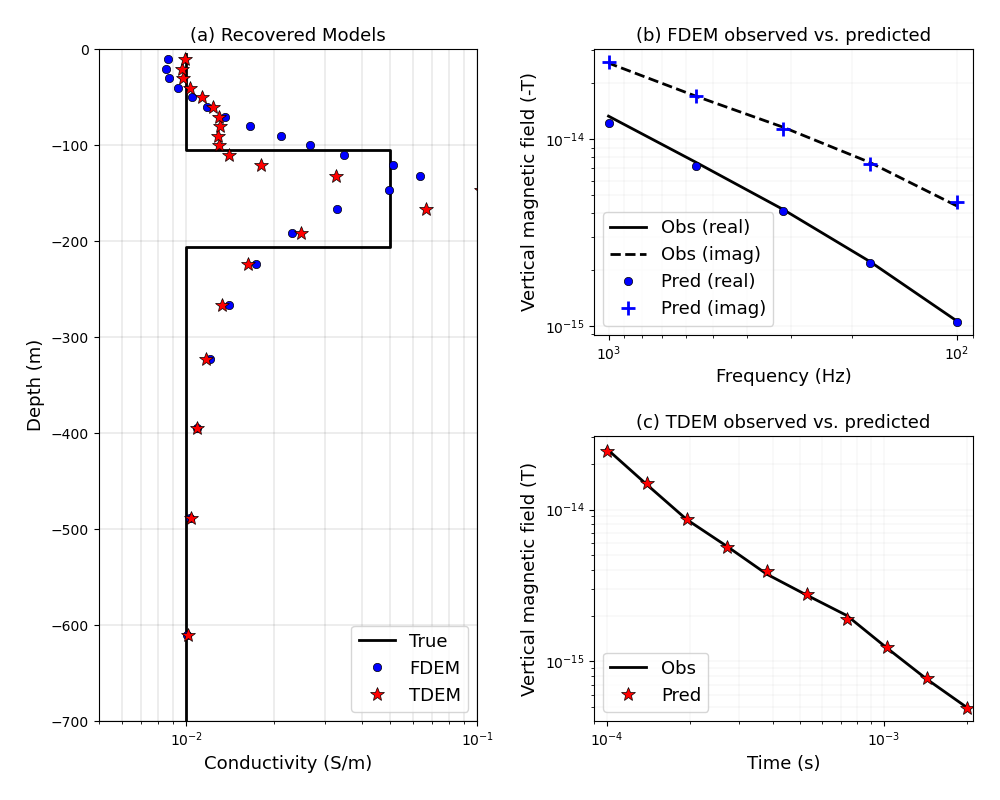 (a) Recovered Models
0
−100
−200
−300
−400
−500
−600
−700
Depth (m)
10⁻²
10⁻¹
Conductivity (S/m)
True
FDEM
TDEM
(b) FDEM observed vs. predicted
Vertical magnetic field (-T)
10⁻¹⁴
10⁻¹⁵
Obs (real)
Obs (imag)
Pred (real)
Pred (imag)
10³
10²
Frequency (Hz)
(c) TDEM observed vs. predicted
Vertical magnetic field (T)
10⁻¹⁴
10⁻¹⁵
Obs
Pred
10⁻⁴
10⁻³
Time (s)